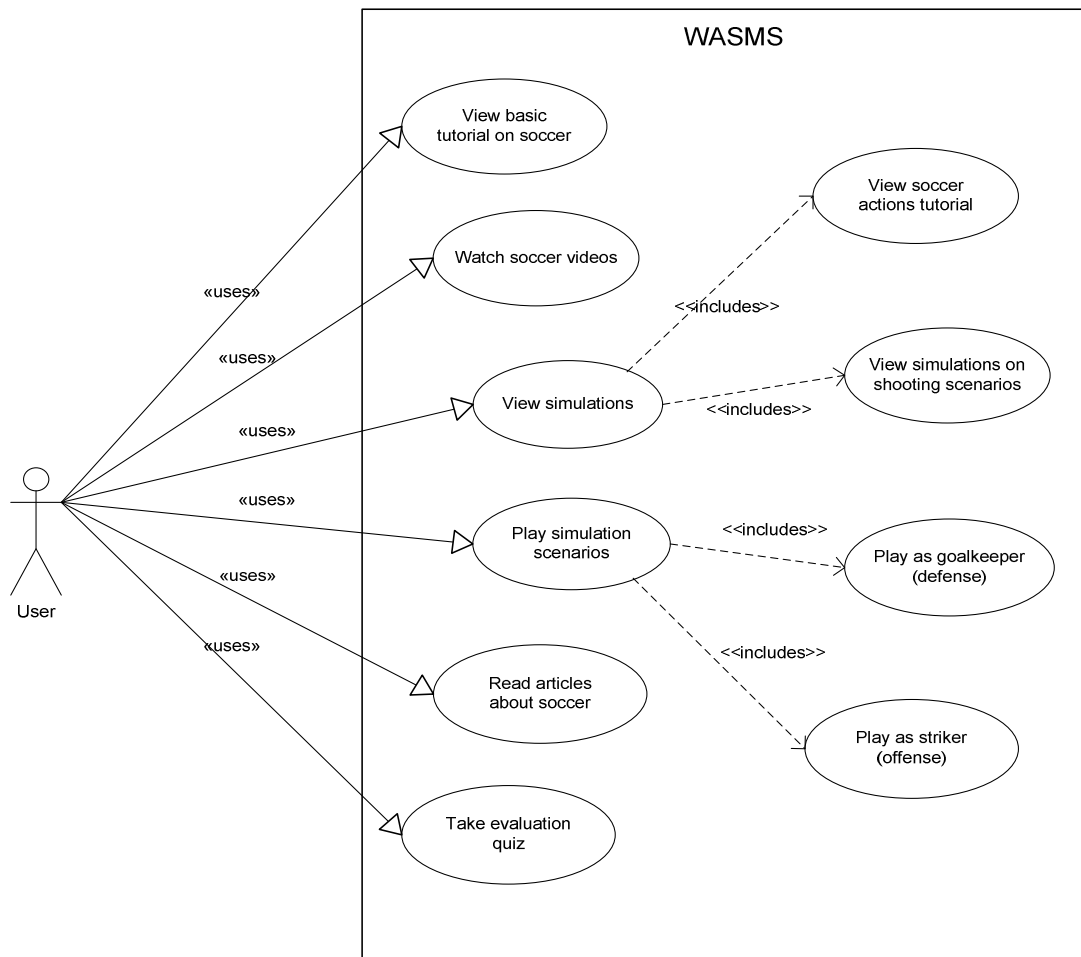 WASMS
View basic
tutorial on soccer
View soccer
actions tutorial
Watch soccer videos
«uses»
<<includes>>
«uses»
View simulations on
shooting scenarios
View simulations
<<includes>>
«uses»
«uses»
Play simulation
scenarios
<<includes>>
Play as goalkeeper
(defense)
User
«uses»
«uses»
<<includes>>
Read articles
about soccer
Play as striker
(offense)
Take evaluation
quiz